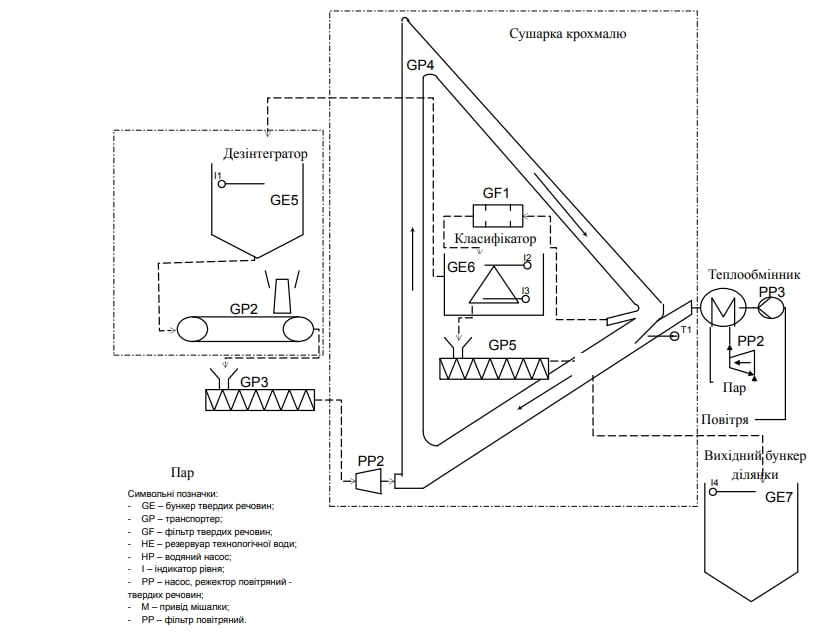 Сушарка крохмалю
GP4
Дезінтегратор
I1
GE5
GF1
Класифікатор
I2
GE6
I3
Теплообмінник
PP3
GP2
T1
PP2
GP5
GP3
Пар
Повітря
PP2
Вихідний бункер
ділянки
I4
GE7
Пар
Символьні позначки:
- GE – бункер твердих речовин;
- GP – транспортер;
- GF – фільтр твердих речовин;
- HE – резервуар технологічної води;
- HP – водяний насос;
- I – індикатор рівня;
- PP – насос, режектор повітряний -
твердих речовин;
- M – привід мішалки;
- PP – фільтр повітряний.